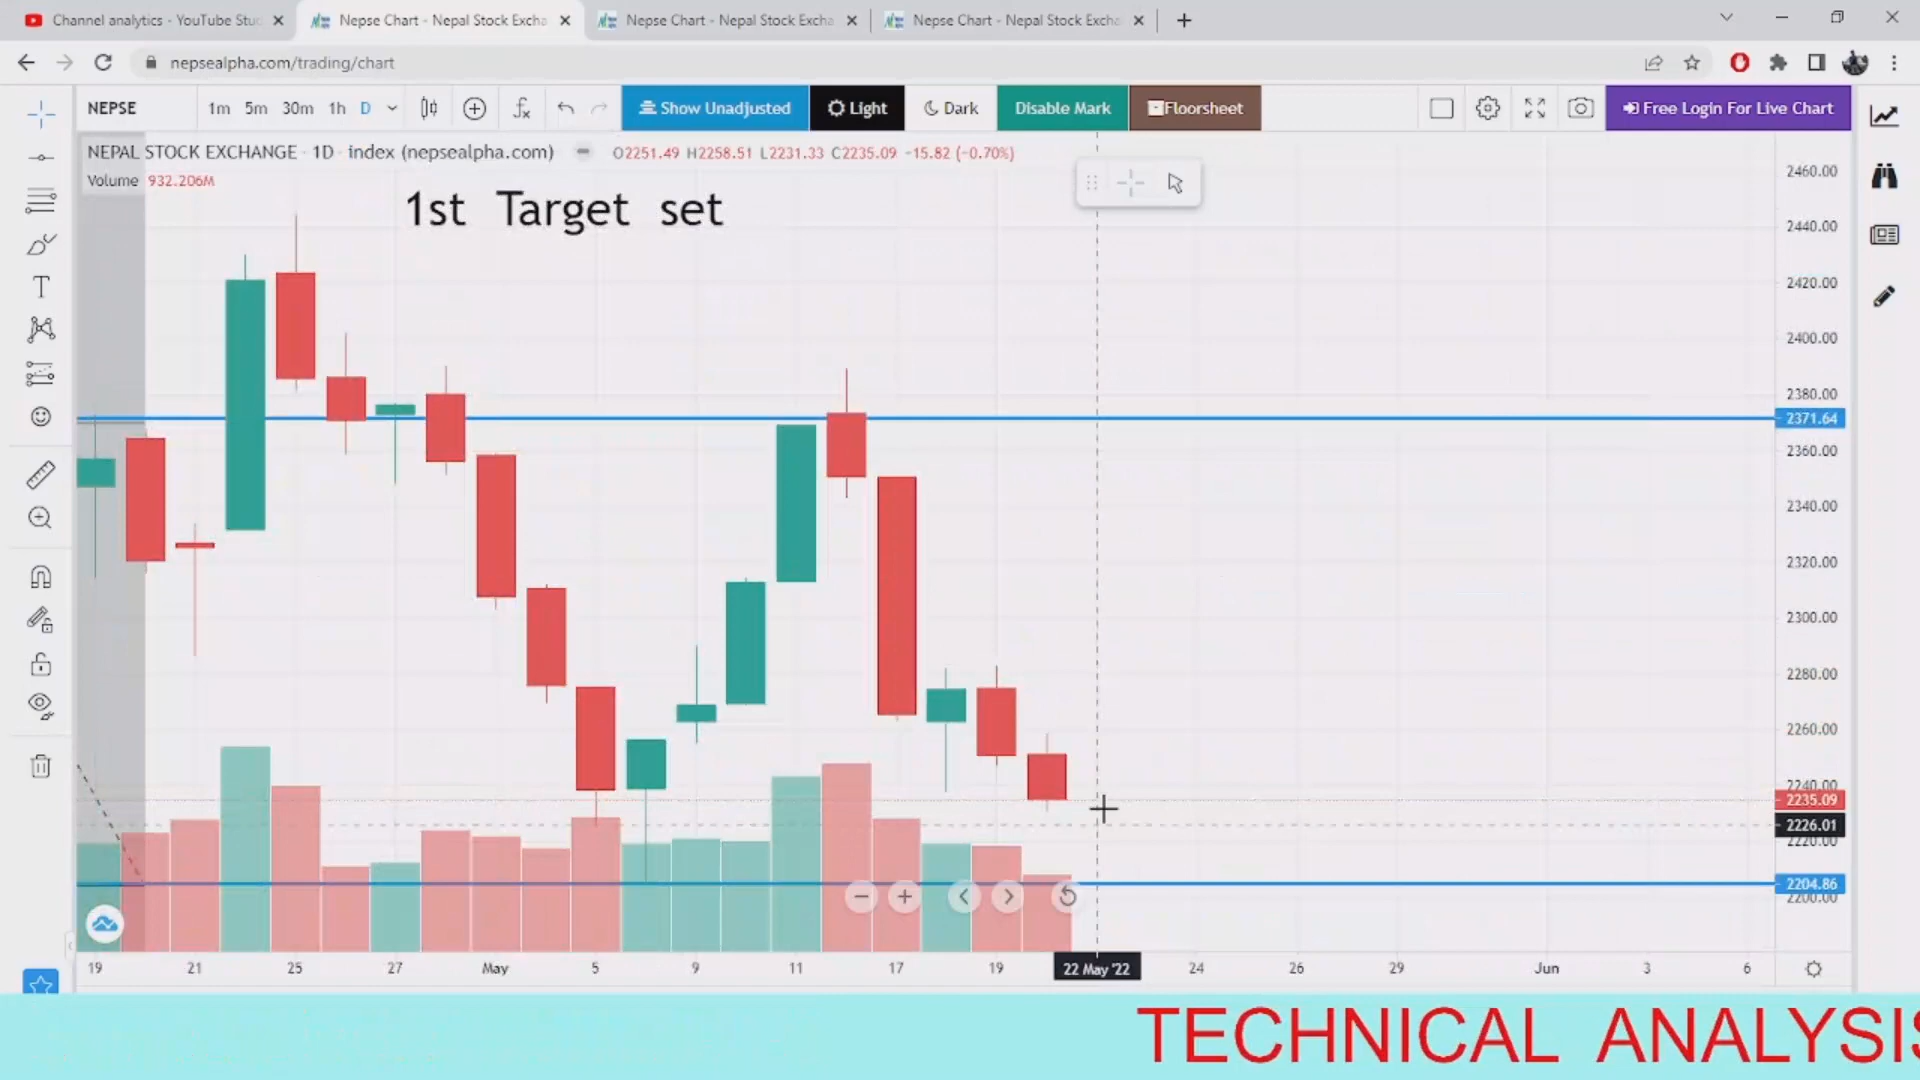 Channel analytics - YouTube Stu
Nepse Chart - Nepal Stock Excha
Nepse Chart - Nepal Stock Excha
Nepse Chart - Nepal Stock Excha
nepsealpha.com/trading/chart
NEPSE 1m 5m 30m 1h D Show Unadjusted Light Dark Disable Mark Floorsheet Free Login For Live Chart
NEPAL STOCK EXCHANGE · 1D · index (nepsealpha.com) O2251.49 H2258.51 L2231.33 C2235.09 -15.82 (-0.70%)
Volume 932.206M
1st Target set
2460.00
2440.00
2420.00
2400.00
2380.00
2371.64
2360.00
2340.00
2320.00
2300.00
2280.00
2260.00
2240.00
2235.09
2226.01
2220.00
2204.86
2200.00
19 21 25 27 May 5 9 11 17 19 22 May '22 24 26 29 Jun 3 6
TECHNICAL ANALYSIS